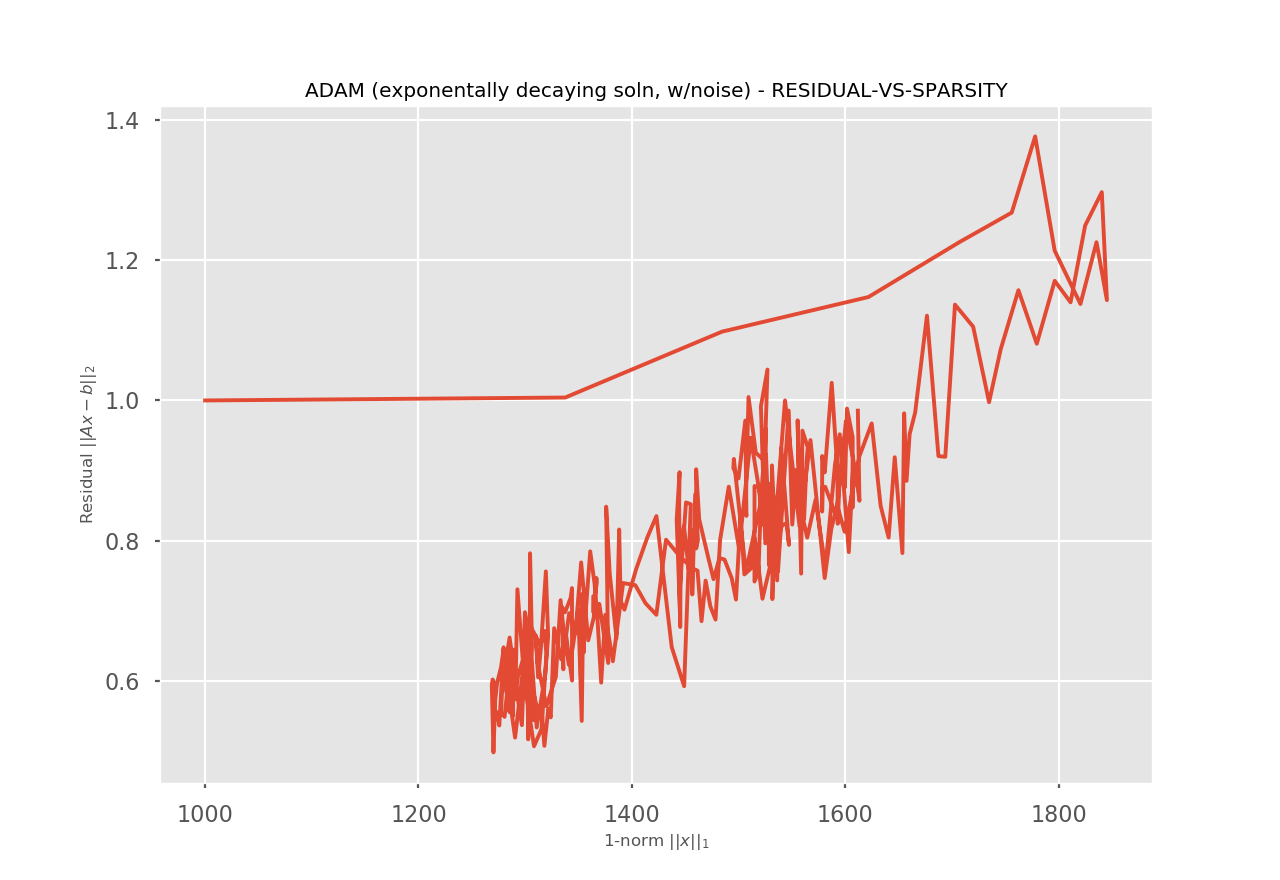 ADAM (exponentially decaying soln, w/noise) - RESIDUAL-VS-SPARSITY
1.4
1.2
1.0
0.8
0.6
Residual ||Ax − b||₂
1000 1200 1400 1600 1800
1-norm ||x||₁